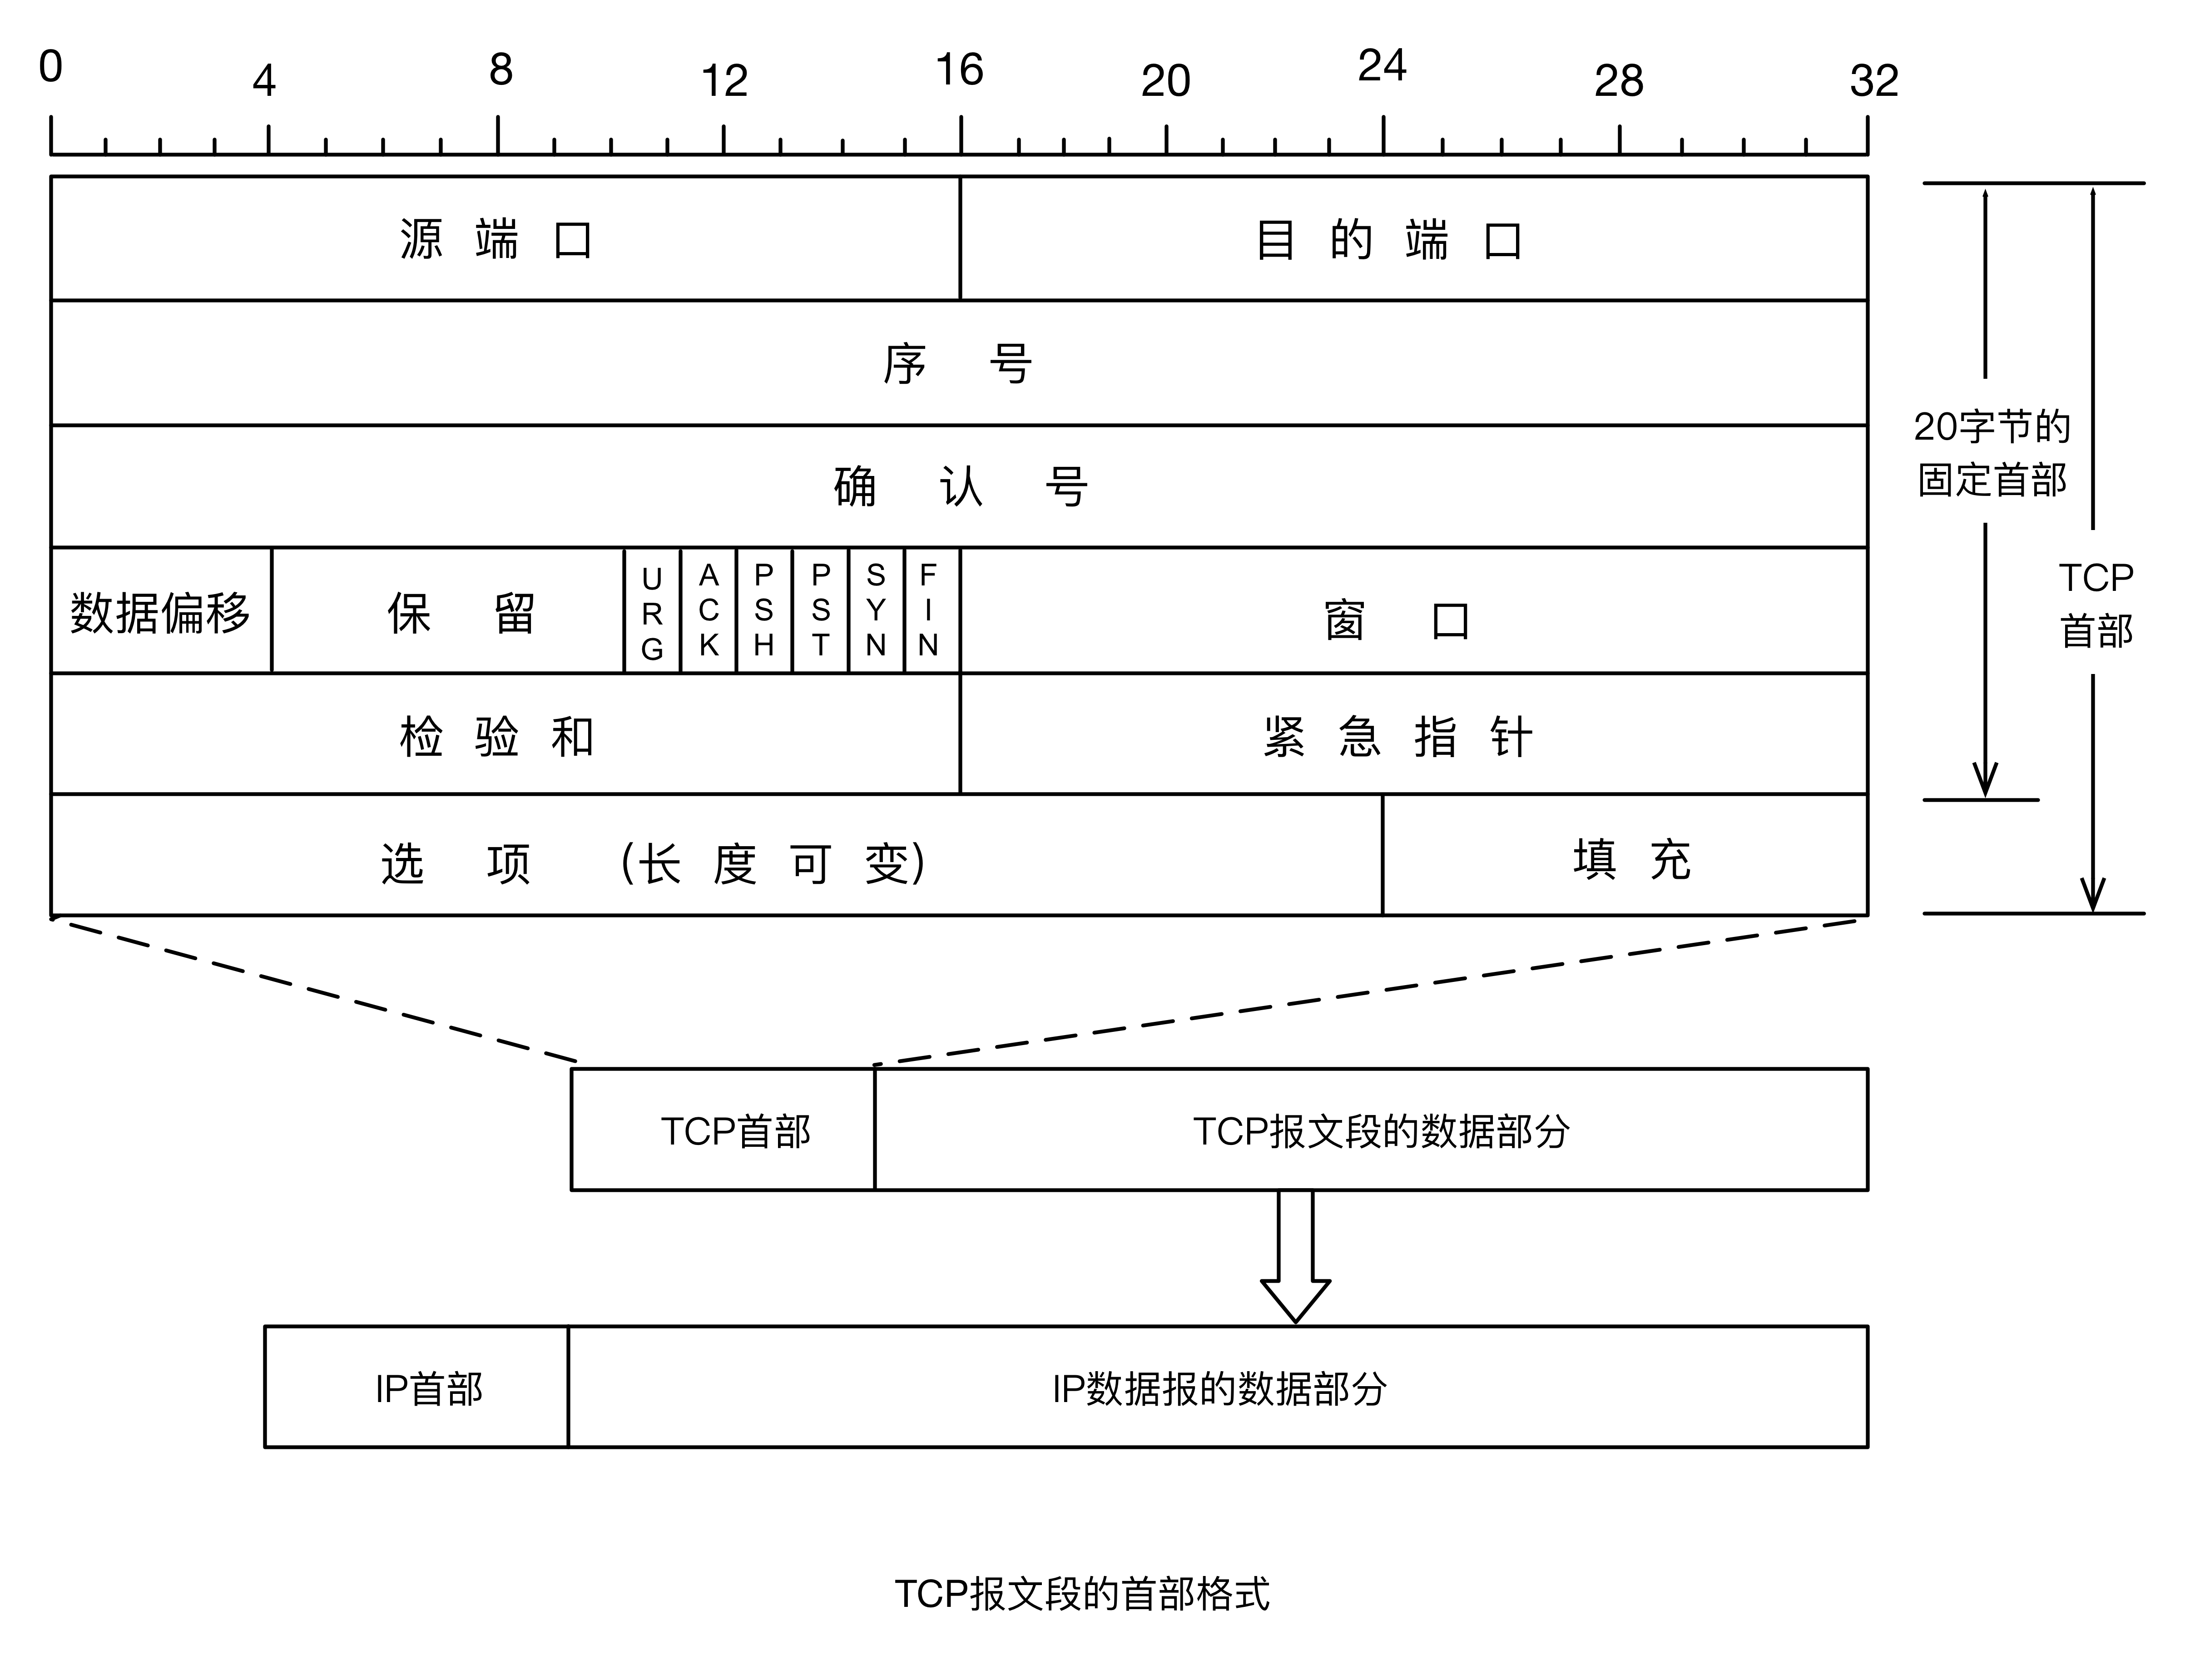 0 4 8 12 16 20 24 28 32
源 端 口 目 的 端 口
序 号
确 认 号
数据偏移 保 留 URG ACK PSH PST SYN FIN 窗 口
检 验 和 紧 急 指 针
选 项 (长 度 可 变) 填 充
20字节的
固定首部
TCP
首部
TCP首部 TCP报文段的数据部分
IP首部 IP数据报的数据部分
TCP报文段的首部格式